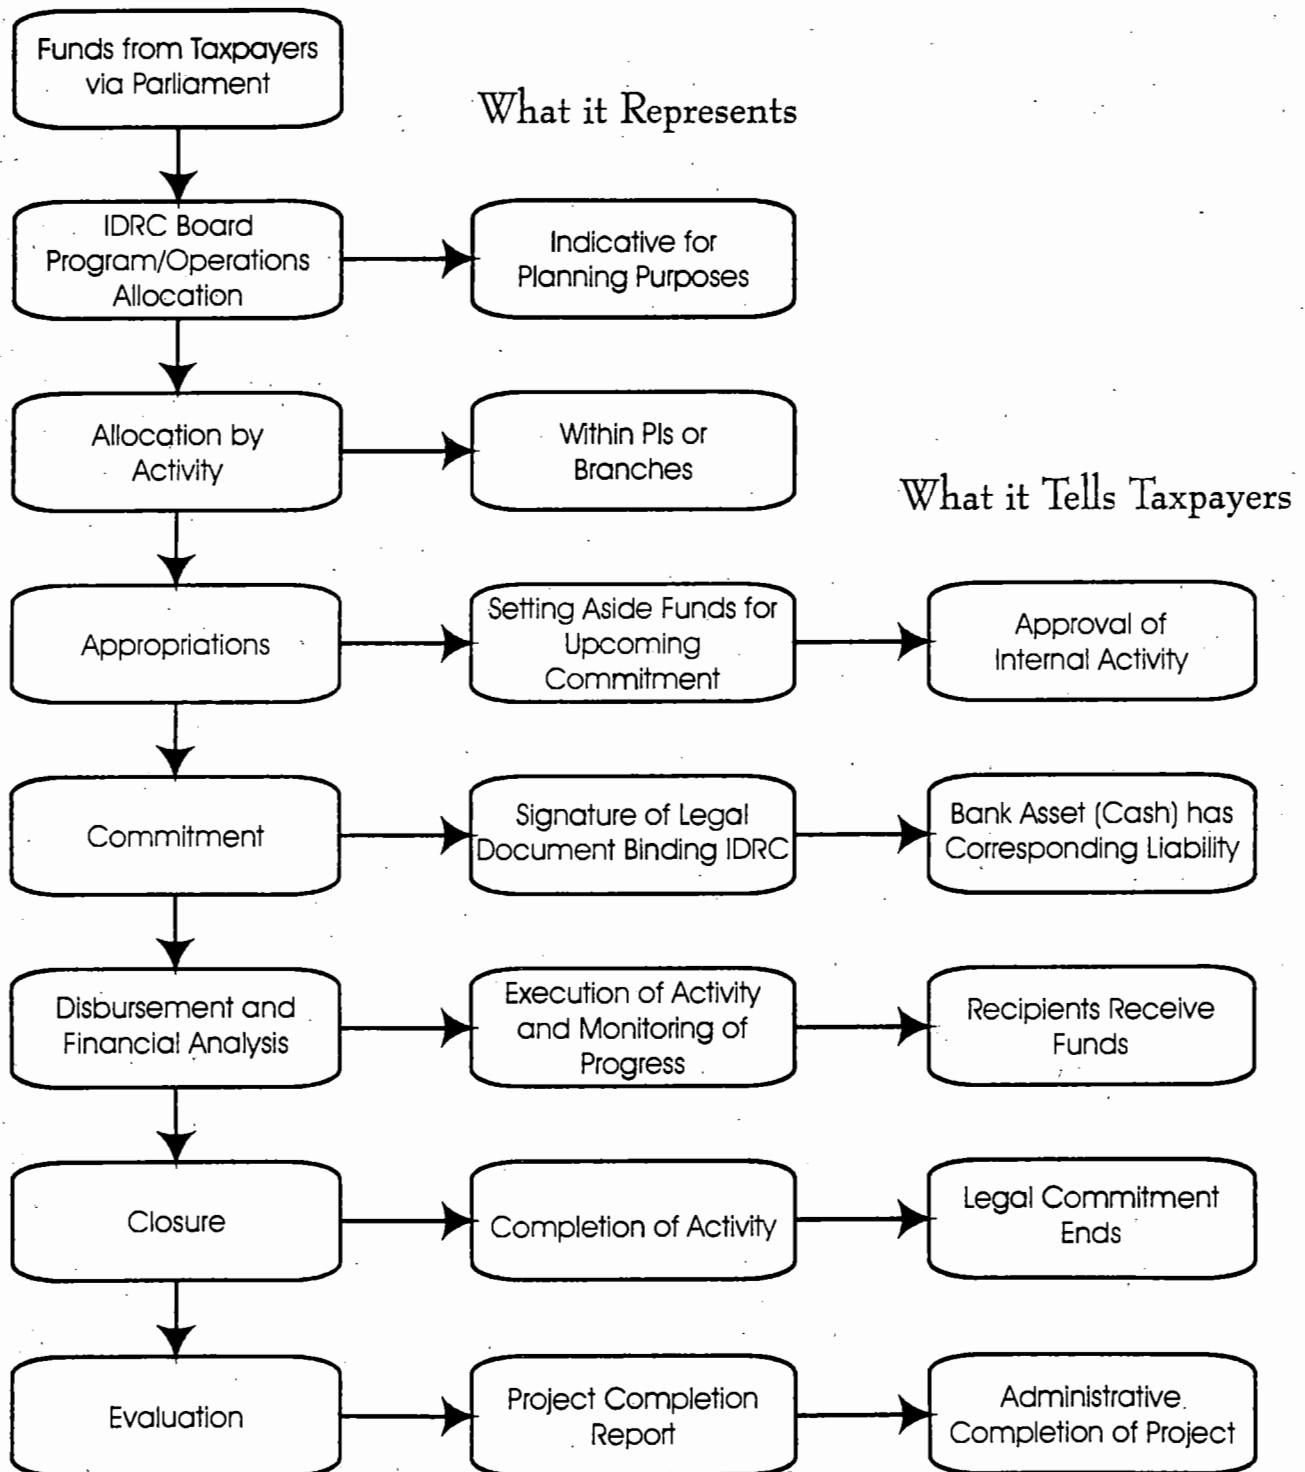 Funds from Taxpayers
via Parliament
What it Represents
IDRC Board
Program/Operations
Allocation
Indicative for
Planning Purposes
Allocation by
Activity
Within PIs or
Branches
What it Tells Taxpayers
Appropriations
Setting Aside Funds for
Upcoming
Commitment
Approval of
Internal Activity
Commitment
Signature of Legal
Document Binding IDRC
Bank Asset (Cash) has
Corresponding Liability
Disbursement and
Financial Analysis
Execution of Activity
and Monitoring of
Progress
Recipients Receive
Funds
Closure
Completion of Activity
Legal Commitment
Ends
Evaluation
Project Completion
Report
Administrative
Completion of Project